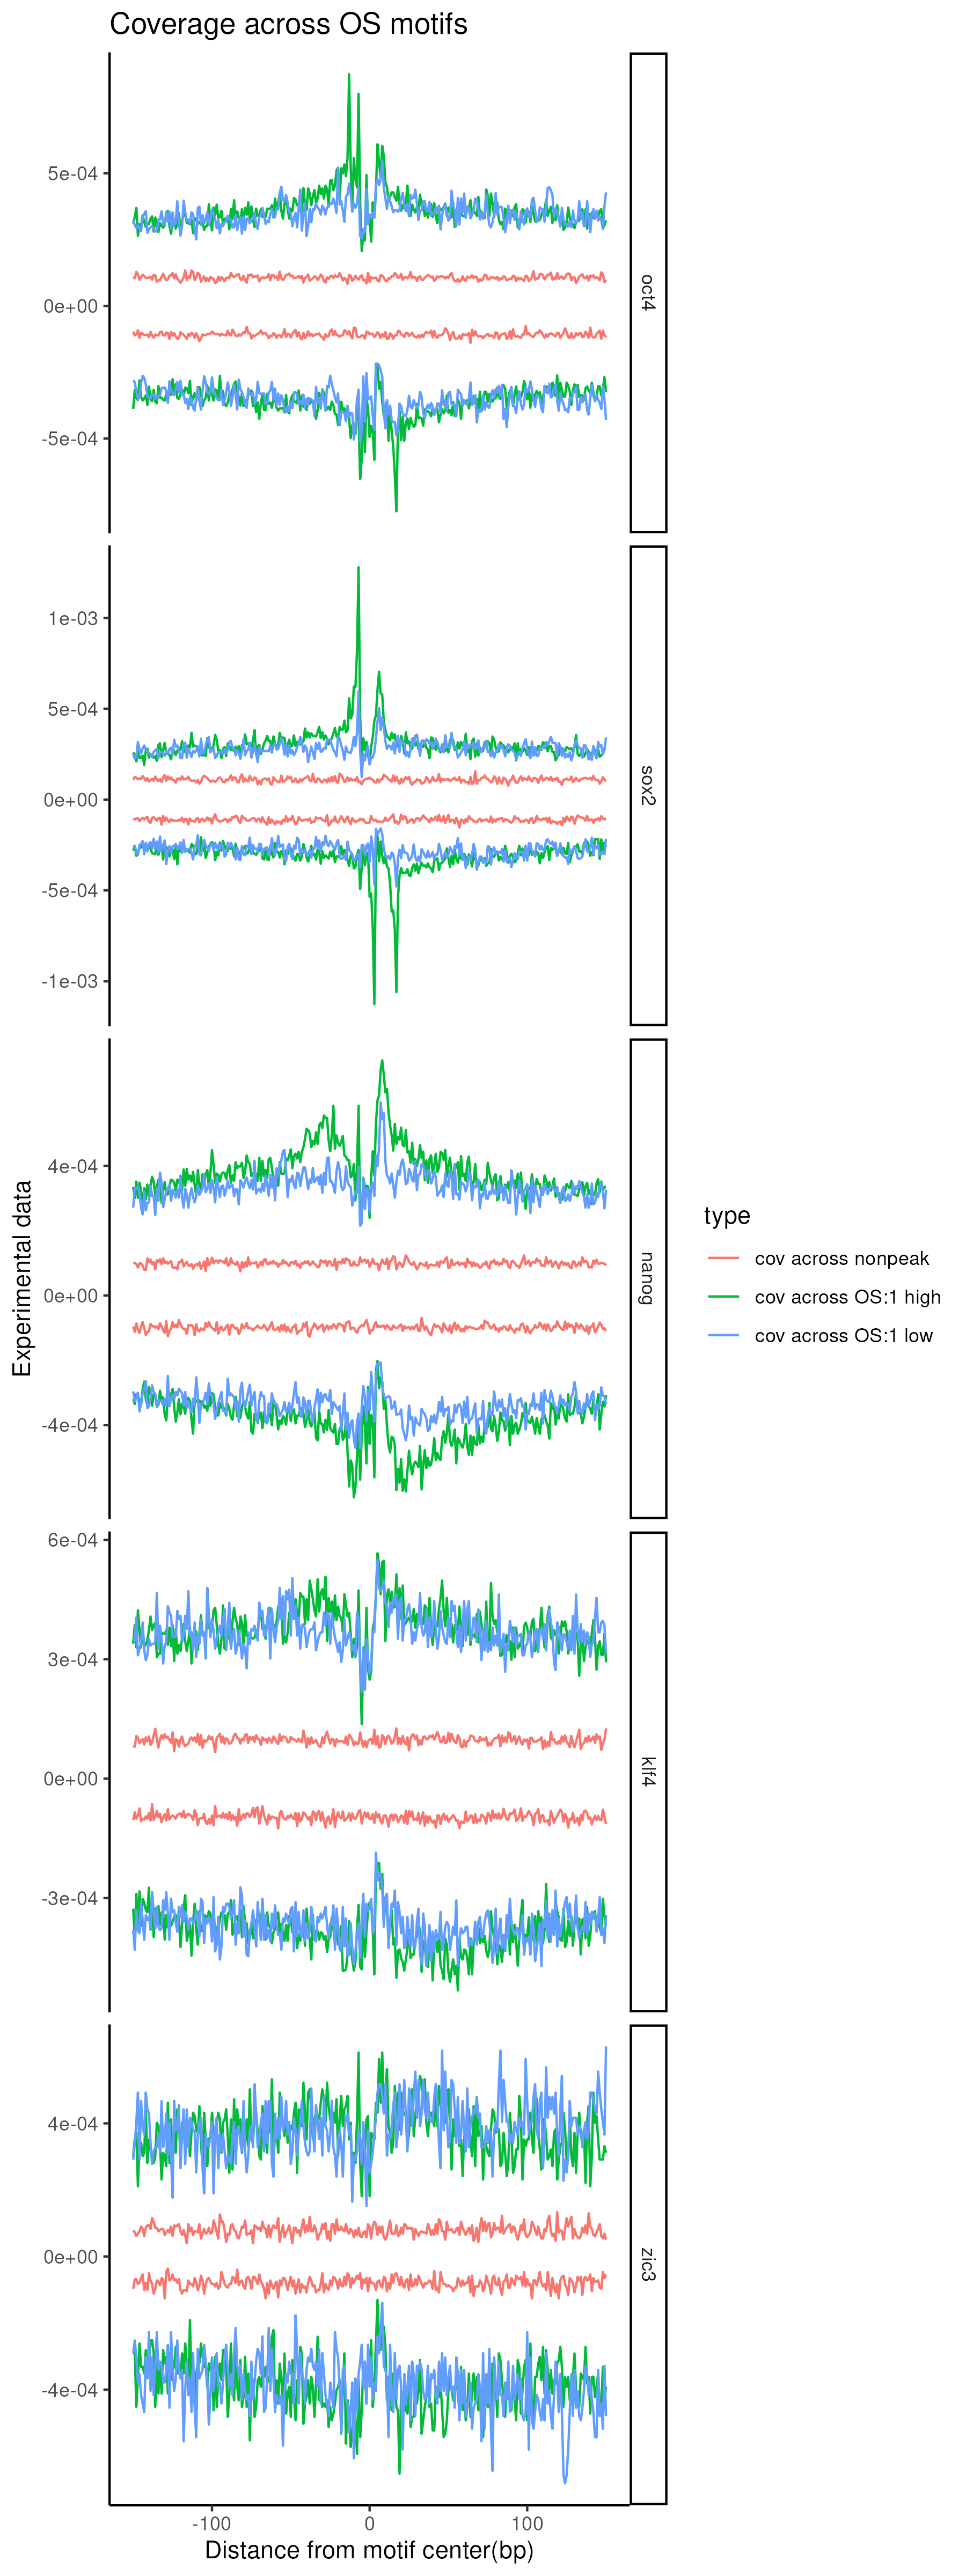 Coverage across OS motifs
5e-04
0e+00
-5e-04
oct4
1e-03
5e-04
0e+00
-5e-04
-1e-03
sox2
4e-04
0e+00
-4e-04
nanog
6e-04
3e-04
0e+00
-3e-04
klf4
4e-04
0e+00
-4e-04
zic3
-100
0
100
Distance from motif center(bp)
Experimental data
type
cov across nonpeak
cov across OS:1 high
cov across OS:1 low